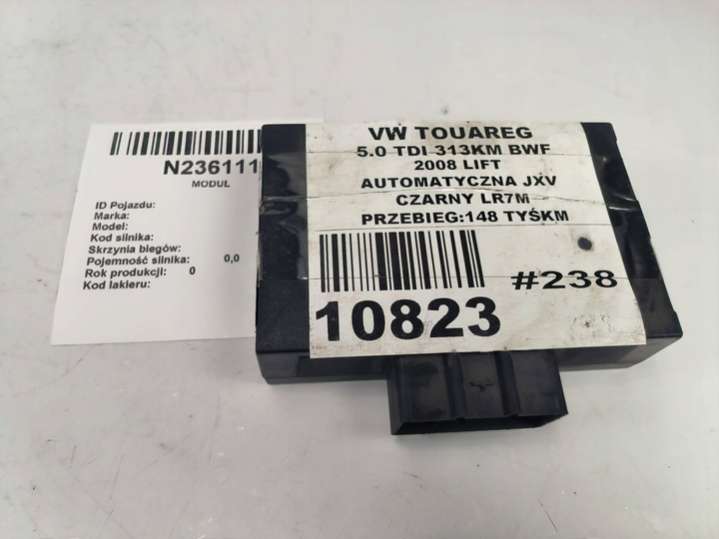 N236111
MODUŁ
ID Pojazdu:
Marka:
Model:
Kod silnika:
Skrzynia biegów:
Pojemność silnika: 0,0
Rok produkcji: 0
Kod lakieru:
VW TOUAREG
5.0 TDI 313KM BWF
2008 LIFT
AUTOMATYCZNA JXV
CZARNY LR7M
PRZEBIEG:148 TYŚKM
#238
10823